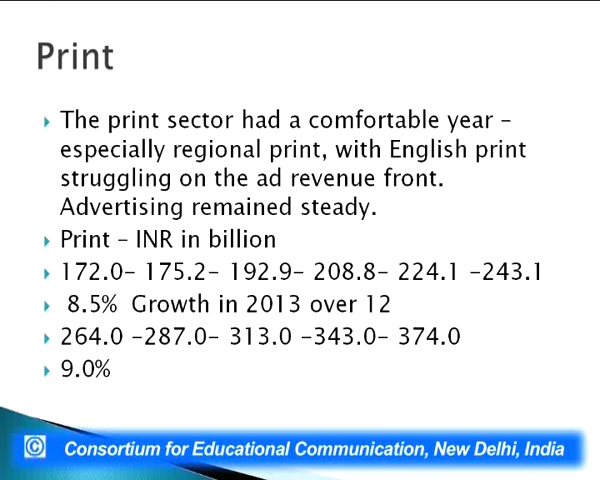 Print
The print sector had a comfortable year –
especially regional print, with English print
struggling on the ad revenue front.
Advertising remained steady.
Print – INR in billion
172.0– 175.2– 192.9– 208.8– 224.1 –243.1
8.5% Growth in 2013 over 12
264.0 –287.0– 313.0 –343.0– 374.0
9.0%
© Consortium for Educational Communication, New Delhi, India